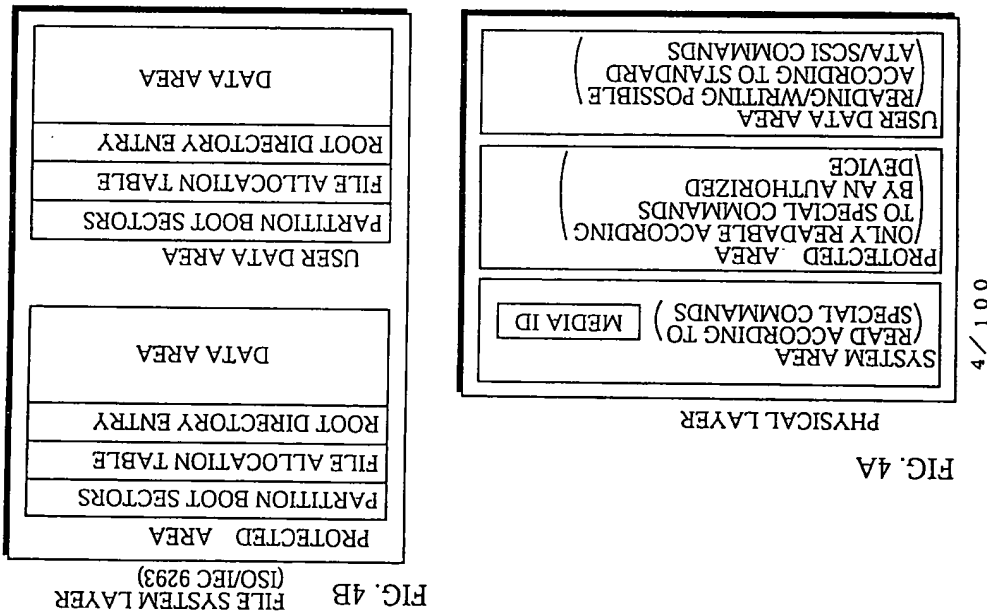 4/100
FIG. 4A
PHYSICAL LAYER
SYSTEM AREA
(READ ACCORDING TO
SPECIAL COMMANDS)
MEDIA ID
PROTECTED AREA
(ONLY READABLE ACCORDING
TO SPECIAL COMMANDS
BY AN AUTHORIZED
DEVICE)
USER DATA AREA
(READING/WRITING POSSIBLE
ACCORDING TO STANDARD
ATA/SCSI COMMANDS)
FIG. 4B
FILE SYSTEM LAYER
(ISO/IEC 9293)
PROTECTED AREA
PARTITION BOOT SECTORS
FILE ALLOCATION TABLE
ROOT DIRECTORY ENTRY
DATA AREA
USER DATA AREA
PARTITION BOOT SECTORS
FILE ALLOCATION TABLE
ROOT DIRECTORY ENTRY
DATA AREA